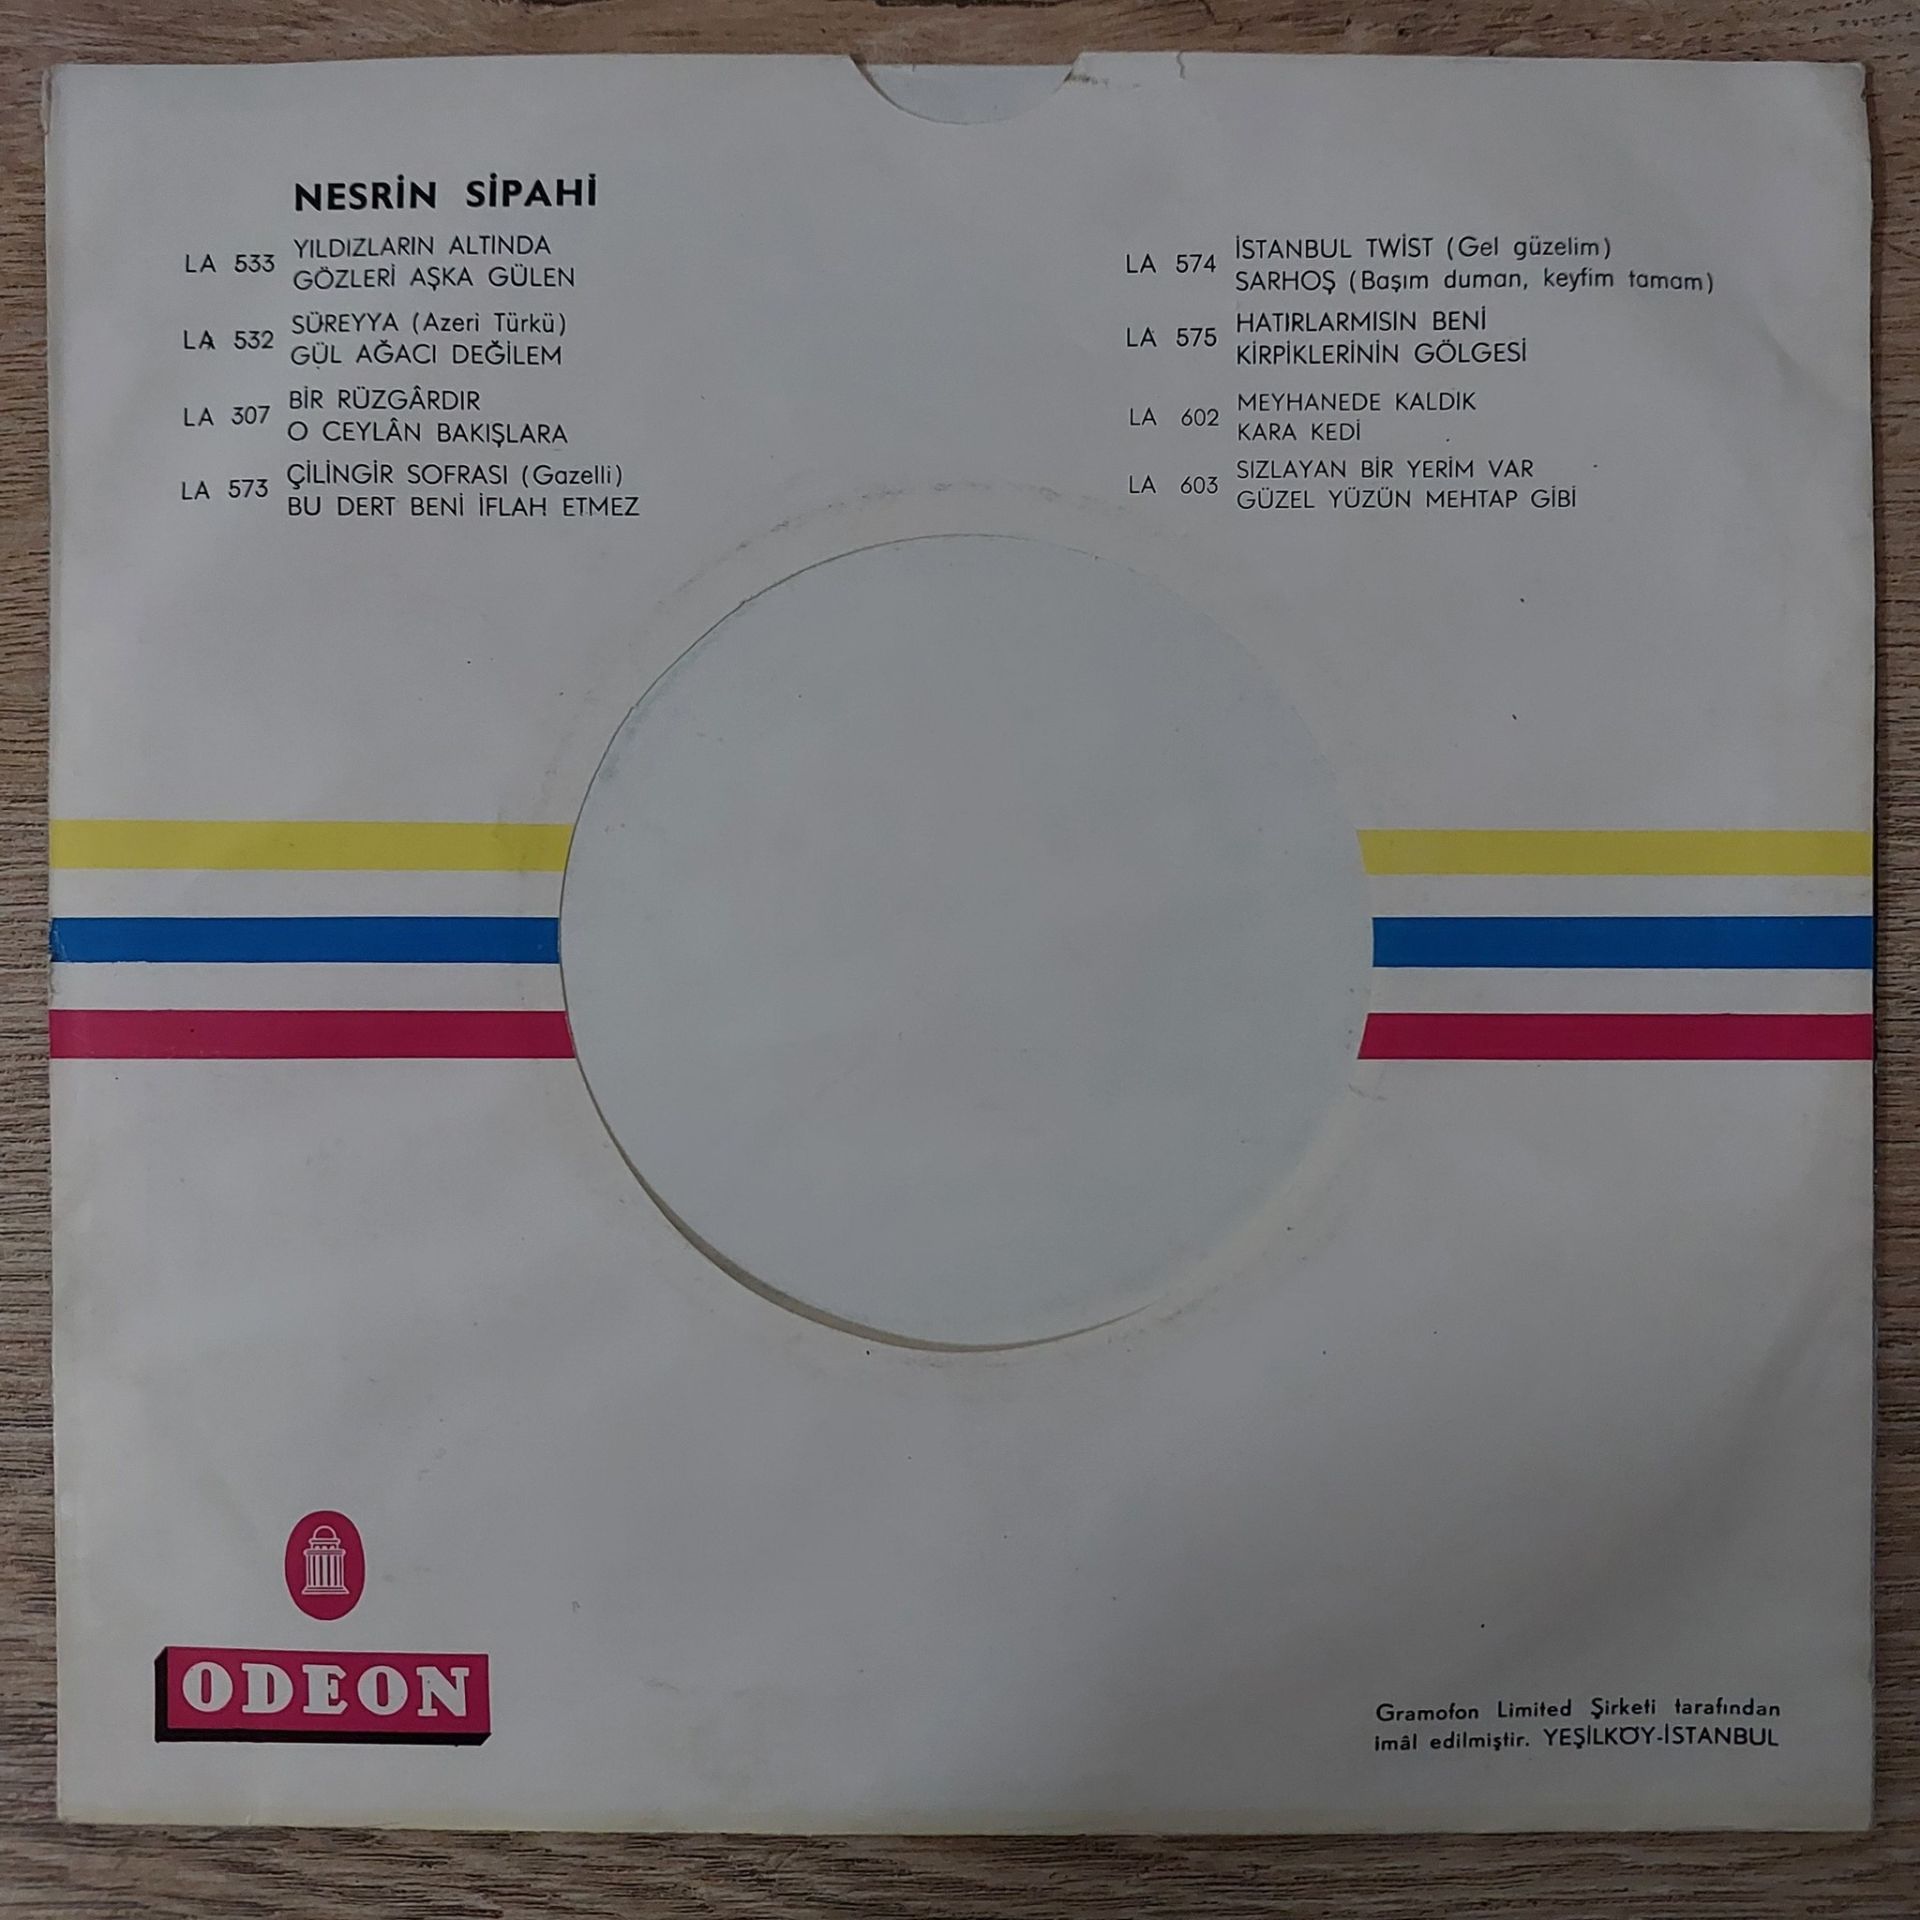 NESRİN SİPAHİ
LA 533 YILDIZLARIN ALTINDA
GÖZLERİ AŞKA GÜLEN
LA 532 SÜREYYA (Azeri Türkü)
GÜL AĞACI DEĞİLEM
LA 307 BİR RÜZGÂRDIR
O CEYLÂN BAKIŞLARA
LA 573 ÇİLİNGİR SOFRASI (Gazelli)
BU DERT BENİ İFLAH ETMEZ
LA 574 İSTANBUL TWİST (Gel güzelim)
SARHOŞ (Başım duman, keyfim tamam)
LA 575 HATIRLARMISIN BENİ
KİRPİKLERİNİN GÖLGESİ
LA 602 MEYHANEDE KALDIK
KARA KEDİ
LA 603 SIZLAYAN BİR YERİM VAR
GÜZEL YÜZÜN MEHTAP GİBİ
ODEON
Gramofon Limited Şirketi tarafından
imâl edilmiştir. YEŞİLKÖY-İSTANBUL